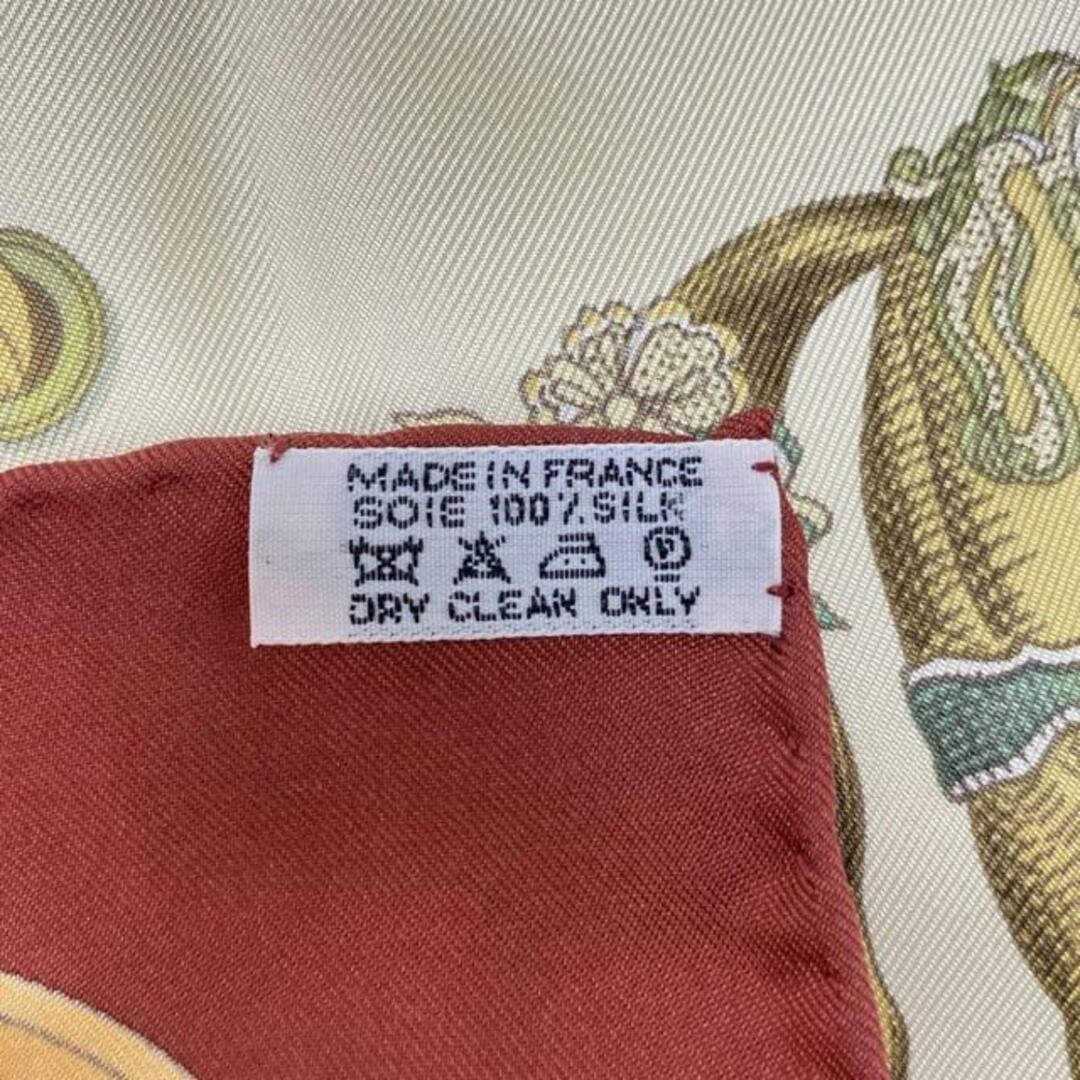 MADE IN FRANCE
SOIE 100% SILK
P
DRY CLEAN ONLY